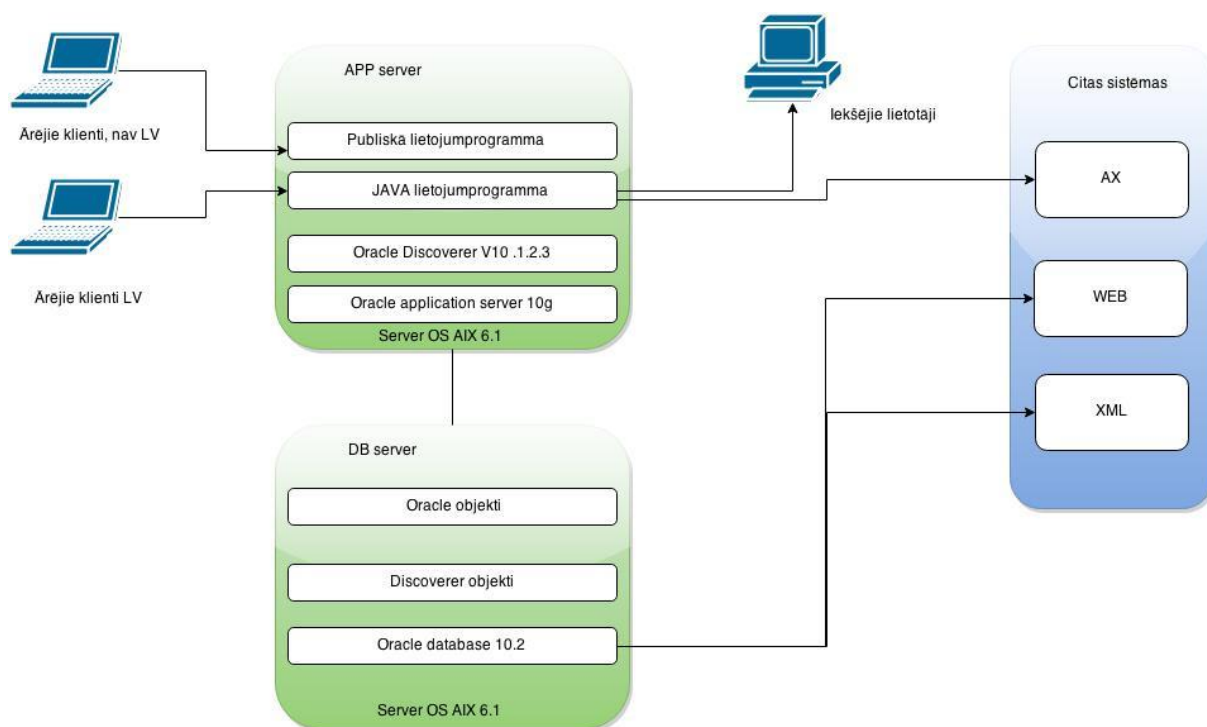 Ārējie klienti, nav LV
Ārējie klienti LV
APP server
Publiskā lietojumprogramma
JAVA lietojumprogramma
Oracle Discoverer V10 .1.2.3
Oracle application server 10g
Server OS AIX 6.1
DB server
Oracle objekti
Discoverer objekti
Oracle database 10.2
Server OS AIX 6.1
Iekšējie lietotāji
Citas sistēmas
AX
WEB
XML